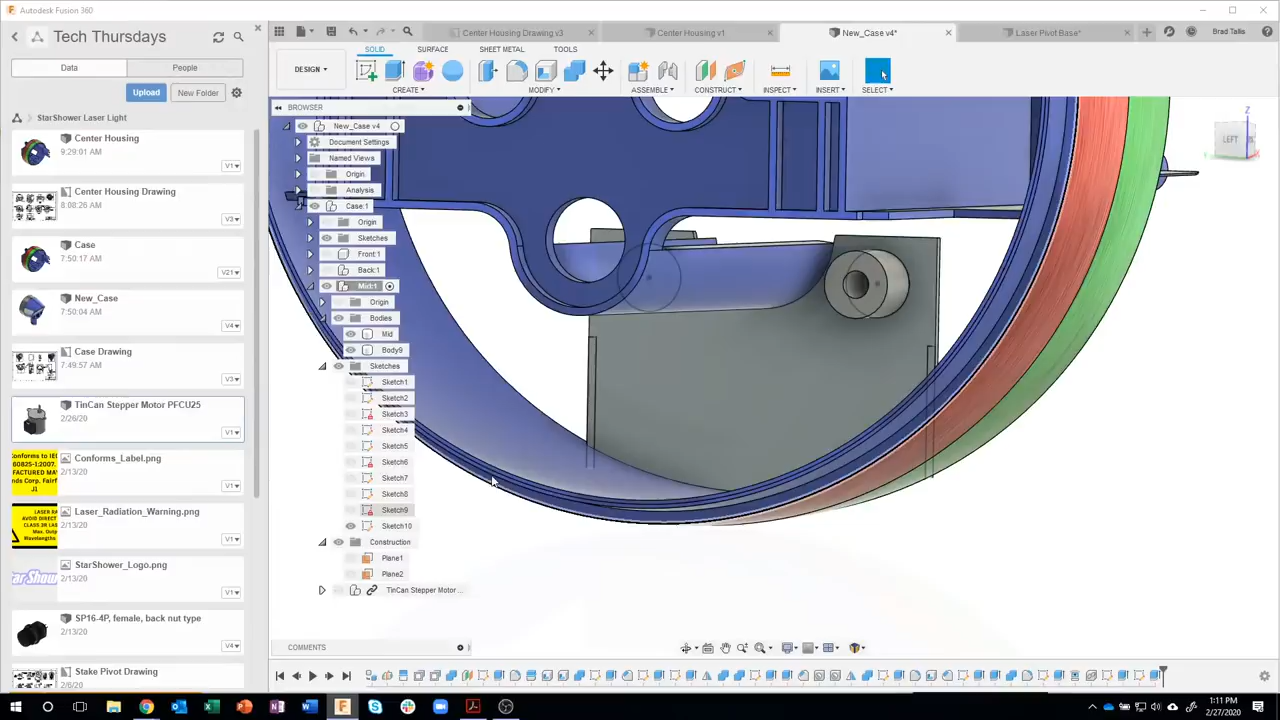 Autodesk Fusion 360
Tech Thursdays
Center Housing Drawing v3
Center Housing v1
New_Case v4*
Laser Pivot Base*
Brad Tallis
SOLID
SURFACE
SHEET METAL
TOOLS
DESIGN
CREATE
MODIFY
ASSEMBLE
CONSTRUCT
INSPECT
INSERT
SELECT
Data
People
Upload
New Folder
StarShower Laser Light
Center Housing
9:29:01 AM
V1
Center Housing Drawing
8:08:26 AM
V3
Case
7:50:17 AM
V21
New_Case
7:50:04 AM
V4
Case Drawing
7:49:57 AM
V3
TinCan Stepper Motor PFCU25
2/26/20
V1
Conforms_Label.png
2/13/20
V1
Laser_Radiation_Warning.png
2/13/20
V1
StarShower_Logo.png
2/13/20
V1
SP16-4P, female, back nut type
2/13/20
V4
Stake Pivot Drawing
2/6/20
BROWSER
New_Case v4
Document Settings
Named Views
Origin
Analysis
Case:1
Origin
Sketches
Front:1
Back:1
Mid:1
Origin
Bodies
Mid
Body9
Sketches
Sketch1
Sketch2
Sketch3
Sketch4
Sketch5
Sketch6
Sketch7
Sketch8
Sketch9
Sketch10
Construction
Plane1
Plane2
TinCan Stepper Motor ...
COMMENTS
Z
LEFT
1:11 PM
2/27/2020